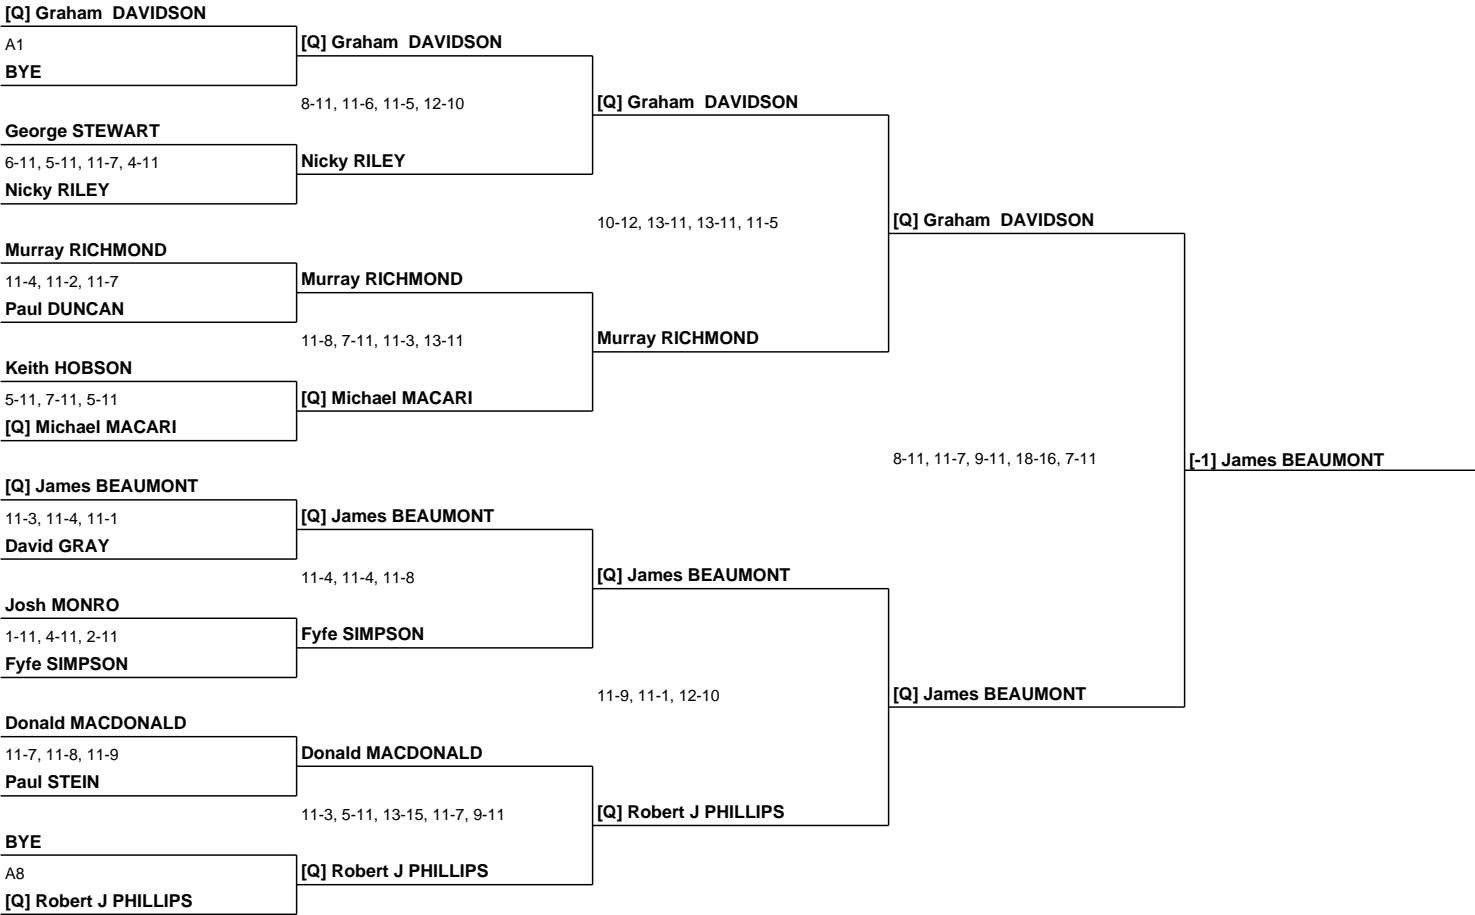 [Q] Graham  DAVIDSON
A1
BYE
George STEWART
6-11, 5-11, 11-7, 4-11
Nicky RILEY
Murray RICHMOND
11-4, 11-2, 11-7
Paul DUNCAN
Keith HOBSON
5-11, 7-11, 5-11
[Q] Michael MACARI
[Q] James BEAUMONT
11-3, 11-4, 11-1
David GRAY
Josh MONRO
1-11, 4-11, 2-11
Fyfe SIMPSON
Donald MACDONALD
11-7, 11-8, 11-9
Paul STEIN
BYE
A8
[Q] Robert J PHILLIPS
[Q] Graham  DAVIDSON
8-11, 11-6, 11-5, 12-10
Nicky RILEY
Murray RICHMOND
11-8, 7-11, 11-3, 13-11
[Q] Michael MACARI
[Q] James BEAUMONT
11-4, 11-4, 11-8
Fyfe SIMPSON
Donald MACDONALD
11-3, 5-11, 13-15, 11-7, 9-11
[Q] Robert J PHILLIPS
[Q] Graham  DAVIDSON
10-12, 13-11, 13-11, 11-5
Murray RICHMOND
[Q] James BEAUMONT
11-9, 11-1, 12-10
[Q] Robert J PHILLIPS
[Q] Graham  DAVIDSON
8-11, 11-7, 9-11, 18-16, 7-11
[Q] James BEAUMONT
[-1] James BEAUMONT